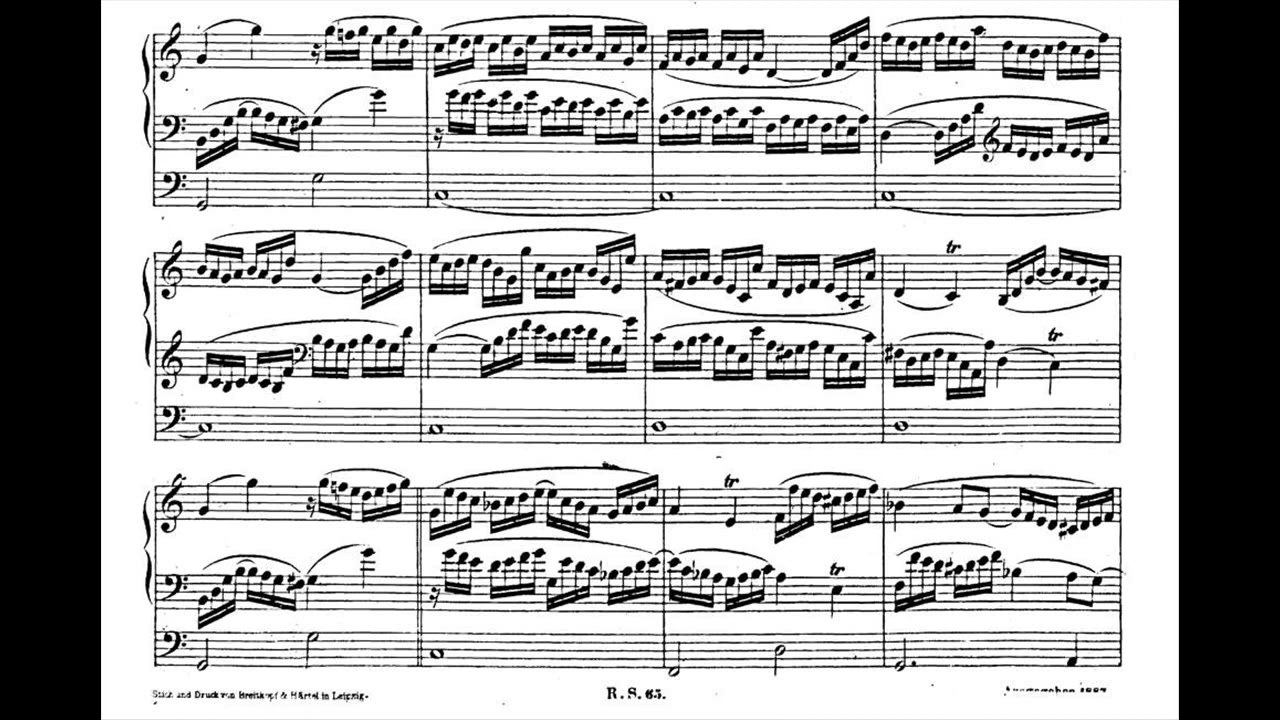 tr
tr
tr
tr
Stich und Druck von Breitkopf & Härtel in Leipzig.
R. S. 65.